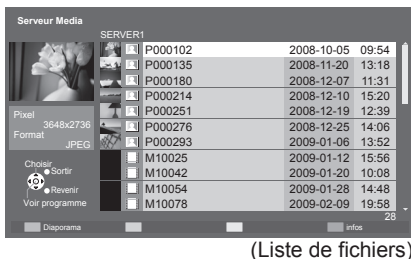 Serveur Media
SERVER1
P000102 2008-10-05 09:54
P000135 2008-11-20 13:18
P000180 2008-12-07 11:31
P000214 2008-12-10 15:20
P000251 2008-12-19 12:39
P000276 2008-12-25 14:06
P000293 2009-01-06 13:52
M10025 2009-01-12 15:56
M10042 2009-01-20 10:08
M10054 2009-01-28 14:48
M10078 2009-02-09 19:58
28
Pixel
3648x2736
Format
JPEG
Choisir
Sortir
Revenir
Voir programme
Diaporama
infos
(Liste de fichiers)